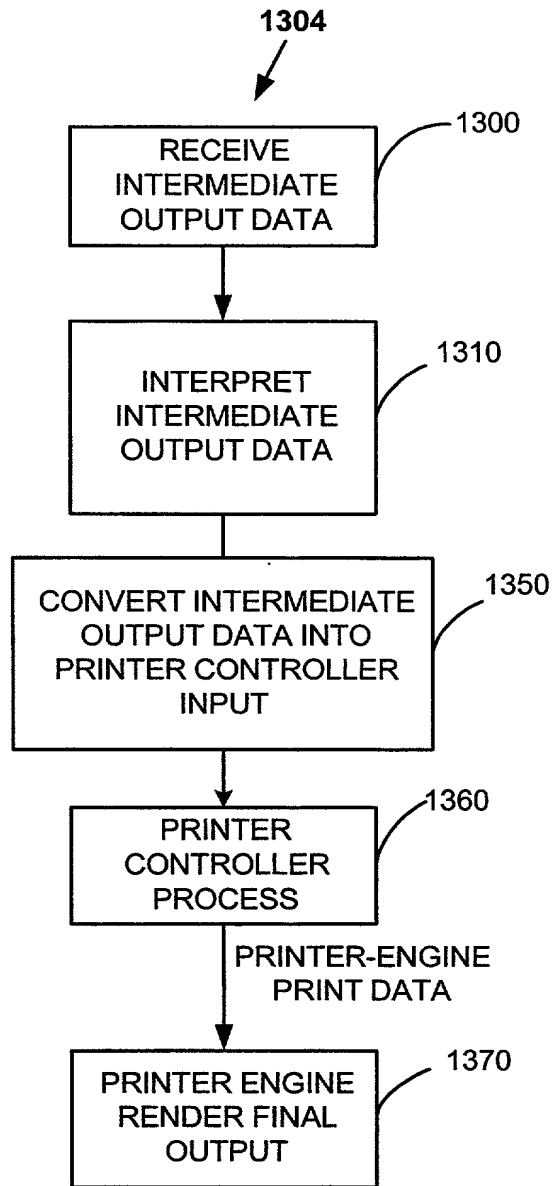 1304
RECEIVE
INTERMEDIATE
OUTPUT DATA
1300
INTERPRET
INTERMEDIATE
OUTPUT DATA
1310
CONVERT INTERMEDIATE
OUTPUT DATA INTO
PRINTER CONTROLLER
INPUT
1350
PRINTER
CONTROLLER
PROCESS
1360
PRINTER-ENGINE
PRINT DATA
PRINTER ENGINE
RENDER FINAL
OUTPUT
1370